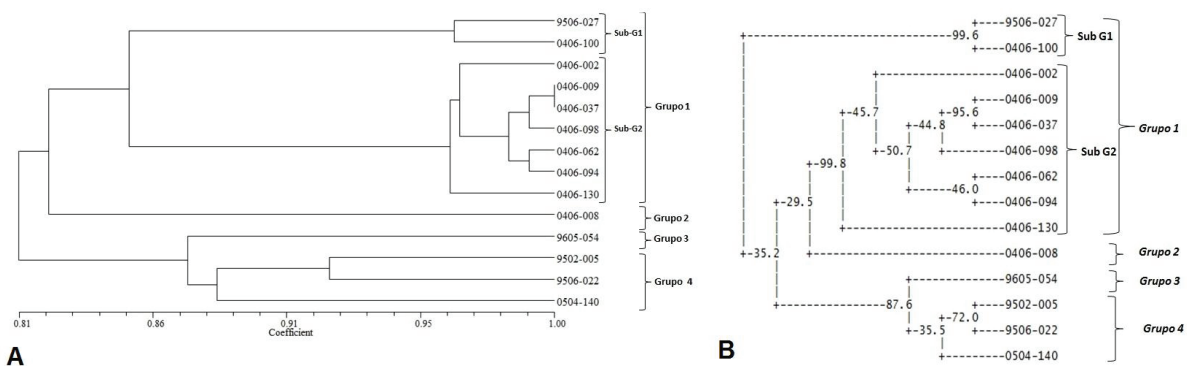 9506-027
0406-100
0406-002
0406-009
0406-037
0406-098
0406-062
0406-094
0406-130
0406-008
9605-054
9502-005
9506-022
0504-140
Sub-G1
Sub-G2
Grupo 1
Grupo 2
Grupo 3
Grupo 4
0.81 0.86 0.91 0.95 1.00
Coefficient
A
+-----9506-027
99.6
+-----0406-100
0406-002
-45.7
+-95.6
+-----0406-009
-44.8
+-----0406-037
-50.7
0406-098
-99.8
0406-062
46.0
0406-094
-29.5
0406-130
-35.2
0406-008
9605-054
87.6
9502-005
-72.0
-35.5
9506-022
0504-140
Sub G1
Sub G2
Grupo 1
Grupo 2
Grupo 3
Grupo 4
B